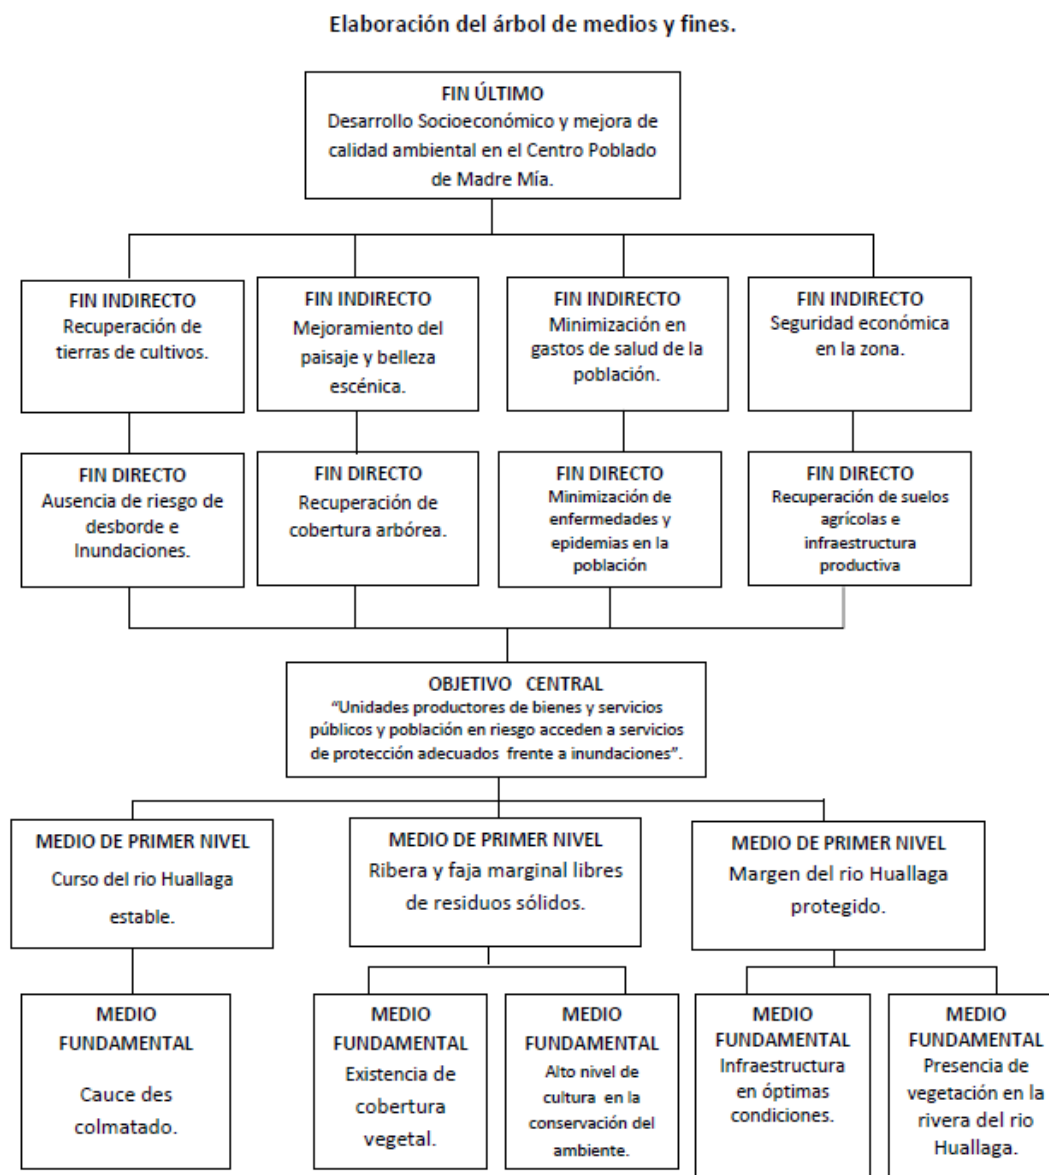 Elaboración del árbol de medios y fines.
FIN ÚLTIMO
Desarrollo Socioeconómico y mejora de
calidad ambiental en el Centro Poblado
de Madre Mía.
FIN INDIRECTO
Recuperación de
tierras de cultivos.
FIN INDIRECTO
Mejoramiento del
paisaje y belleza
escénica.
FIN INDIRECTO
Minimización en
gastos de salud de la
población.
FIN INDIRECTO
Seguridad económica
en la zona.
FIN DIRECTO
Ausencia de riesgo de
desborde e
Inundaciones.
FIN DIRECTO
Recuperación de
cobertura arbórea.
FIN DIRECTO
Minimización de
enfermedades y
epidemias en la
población
FIN DIRECTO
Recuperación de suelos
agrícolas e
infraestructura
productiva
OBJETIVO CENTRAL
“Unidades productores de bienes y servicios
públicos y población en riesgo acceden a servicios
de protección adecuados frente a inundaciones”.
MEDIO DE PRIMER NIVEL
Curso del rio Huallaga
estable.
MEDIO DE PRIMER NIVEL
Ribera y faja marginal libres
de residuos sólidos.
MEDIO DE PRIMER NIVEL
Margen del rio Huallaga
protegido.
MEDIO
FUNDAMENTAL
Cauce des
colmatado.
MEDIO
FUNDAMENTAL
Existencia de
cobertura
vegetal.
MEDIO
FUNDAMENTAL
Alto nivel de
cultura en la
conservación del
ambiente.
MEDIO
FUNDAMENTAL
Infraestructura
en óptimas
condiciones.
MEDIO
FUNDAMENTAL
Presencia de
vegetación en la
rivera del rio
Huallaga.